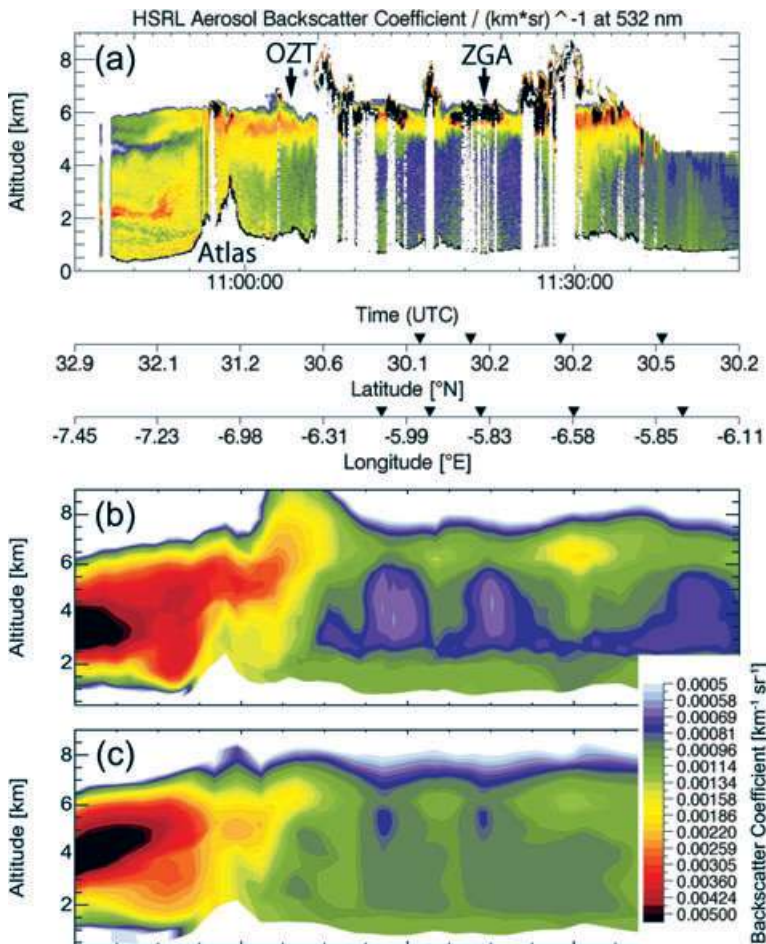 HSRL Aerosol Backscatter Coefficient / (km*sr) ^ -1 at 532 nm
(a)
OZT
ZGA
8
6
4
2
0
Altitude [km]
Atlas
11:00:00
11:30:00
Time (UTC)
32.9 32.1 31.2 30.6 30.1 30.2 30.2 30.5 30.2
Latitude [°N]
-7.45 -7.23 -6.98 -6.31 -5.99 -5.83 -6.58 -5.85 -6.11
Longitude [°E]
(b)
8
6
4
2
Altitude [km]
(c)
8
6
4
2
Altitude [km]
0.0005
0.00058
0.00069
0.00081
0.00096
0.00114
0.00134
0.00158
0.00186
0.00220
0.00259
0.00305
0.00360
0.00424
0.00500
Backscatter Coefficient [km⁻¹ sr⁻¹]